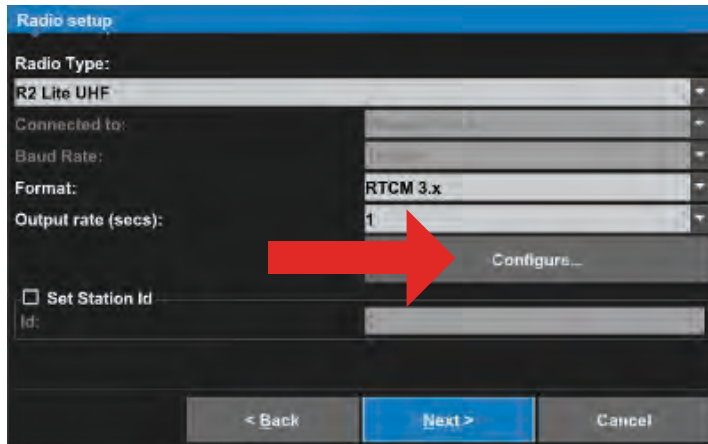 Radio setup
Radio Type:
R2 Lite UHF
Connected to:
Baud Rate:
Format: RTCM 3.x
Output rate (secs): 1
Configure...
Set Station Id
Id:
< Back Next > Cancel